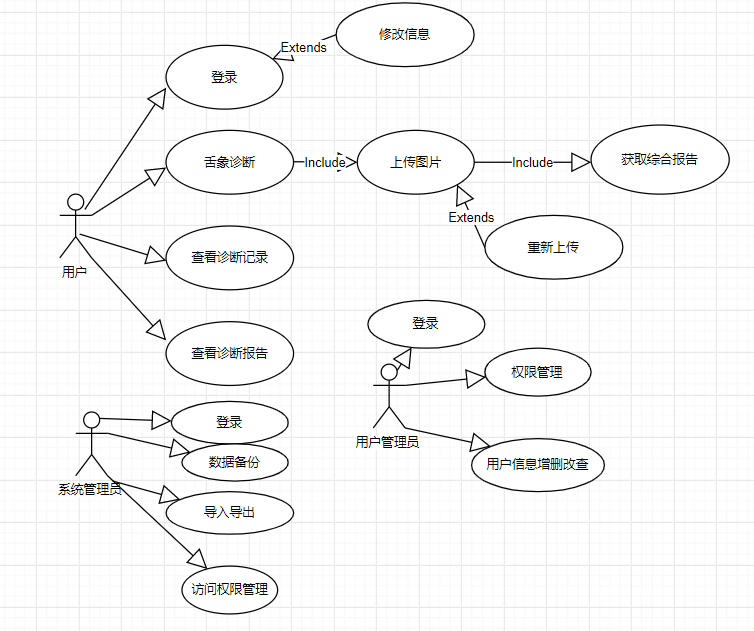 修改信息
Extends
登录
舌象诊断
Include
上传图片
Include
获取综合报告
Extends
重新上传
用户
查看诊断记录
查看诊断报告
登录
权限管理
用户管理员
用户信息增删改查
登录
数据备份
系统管理员
导入导出
访问权限管理